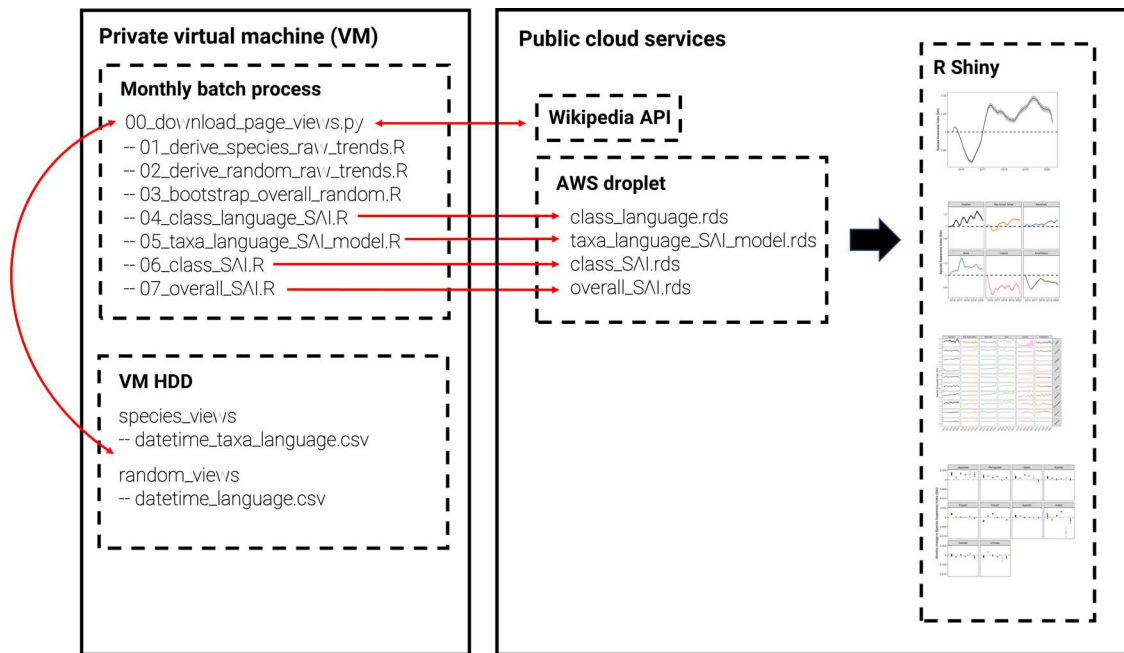 Private virtual machine (VM)
Monthly batch process
00_download_page_views.py
-- 01_derive_species_raw_trends.R
-- 02_derive_random_raw_trends.R
-- 03_bootstrap_overall_random.R
-- 04_class_language_SAI.R
-- 05_taxa_language_SAI_model.R
-- 06_class_SAI.R
-- 07_overall_SAI.R
VM HDD
species_views
-- datetime_taxa_language.csv
random_views
-- datetime_language.csv
Public cloud services
Wikipedia API
AWS droplet
class_language.rds
taxa_language_SAI_model.rds
class_SAI.rds
overall_SAI.rds
R Shiny